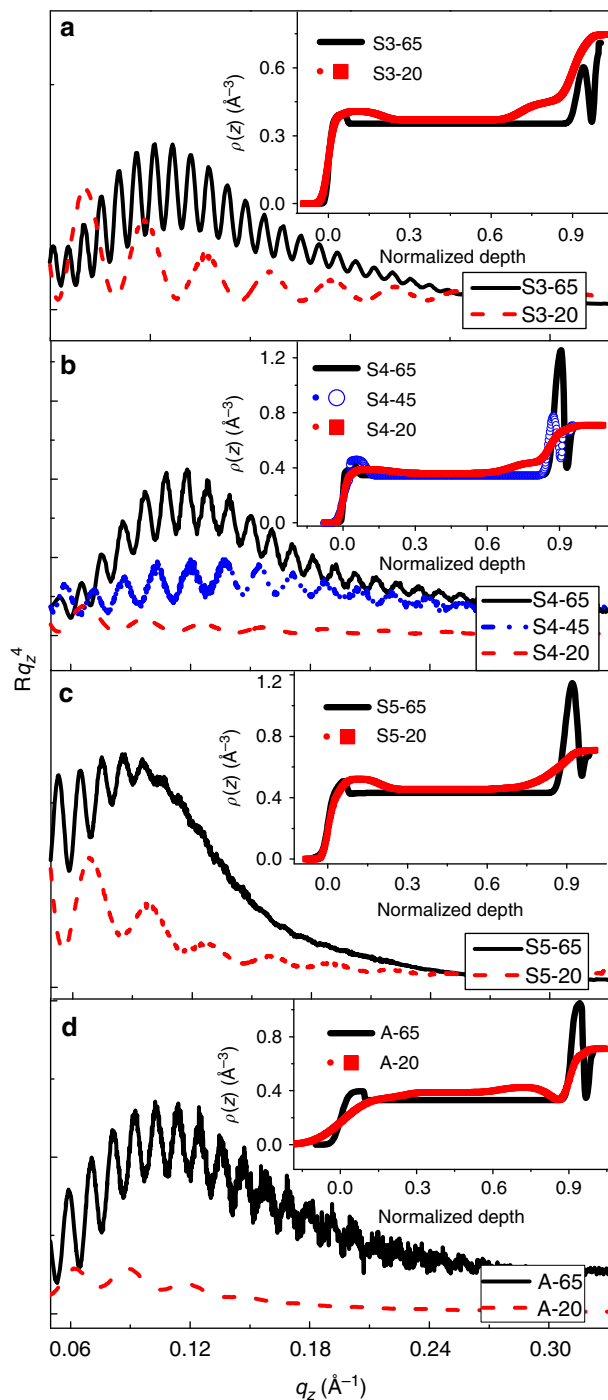 a
S3-65
S3-20
0.6
0.3
0.0
ρ(z) (Å⁻³)
0.0 0.3 0.6 0.9
Normalized depth
S3-65
S3-20
b
1.2
0.8
0.4
0.0
ρ(z) (Å⁻³)
S4-65
S4-45
S4-20
0.0 0.3 0.6 0.9
Normalized depth
S4-65
S4-45
S4-20
Rq_z⁴
c
1.2
0.8
0.4
0.0
ρ(z) (Å⁻³)
S5-65
S5-20
0.0 0.3 0.6 0.9
Normalized depth
S5-65
S5-20
d
0.8
0.4
0.0
ρ(z) (Å⁻³)
A-65
A-20
0.0 0.3 0.6 0.9
Normalized depth
A-65
A-20
0.06 0.12 0.18 0.24 0.30
q_z (Å⁻¹)